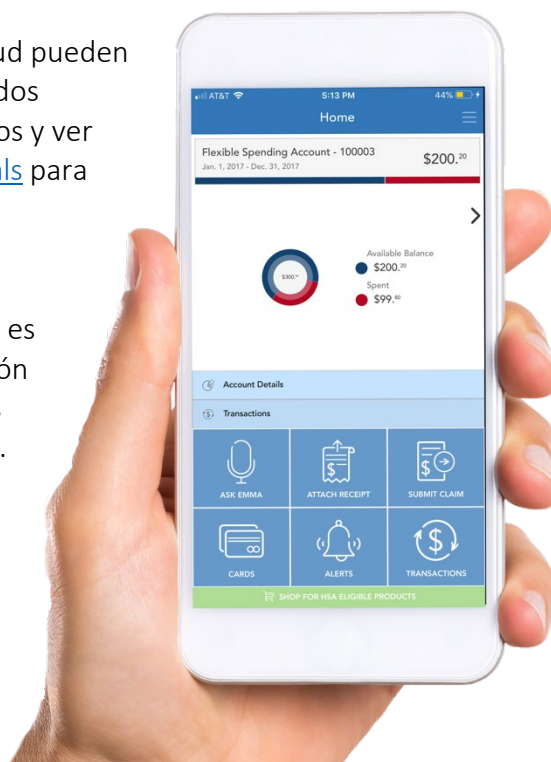 ud pueden
dos
os y ver
ls para
es
ón
.
AT&T 5:13 PM 44%
Home
Flexible Spending Account - 100003
Jan. 1, 2017 - Dec. 31, 2017
$200.20
Available Balance
$200.20
Spent
$99.80
$300.00
Account Details
Transactions
ASK EMMA ATTACH RECEIPT SUBMIT CLAIM
CARDS ALERTS TRANSACTIONS
SHOP FOR HSA ELIGIBLE PRODUCTS